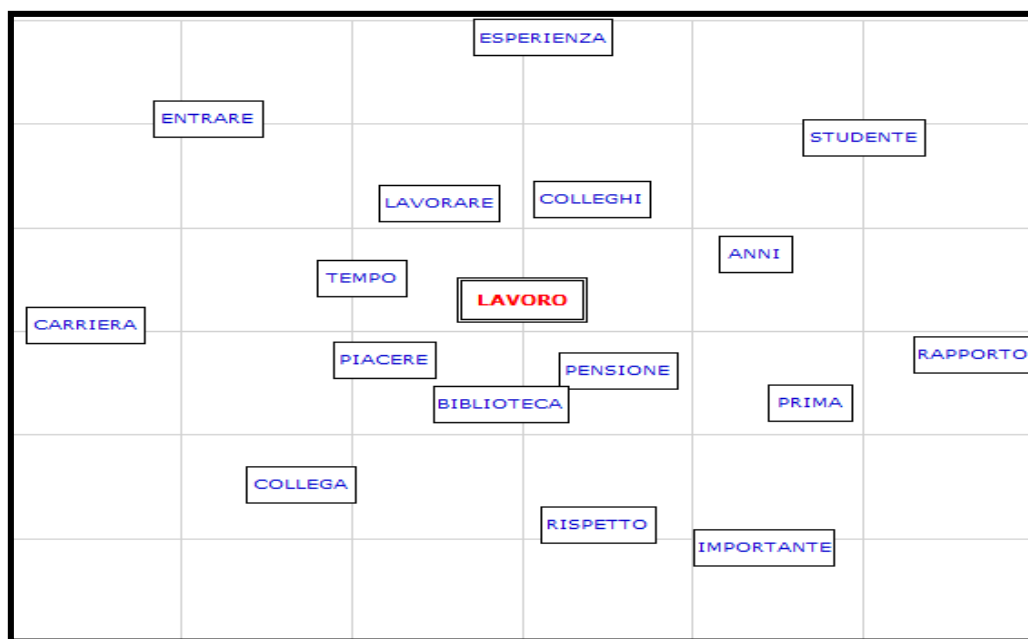 ESPERIENZA
ENTRARE
STUDENTE
LAVORARE
COLLEGHI
ANNI
TEMPO
LAVORO
CARRIERA
PIACERE
PENSIONE
RAPPORTO
BIBLIOTECA
PRIMA
COLLEGA
RISPETTO
IMPORTANTE